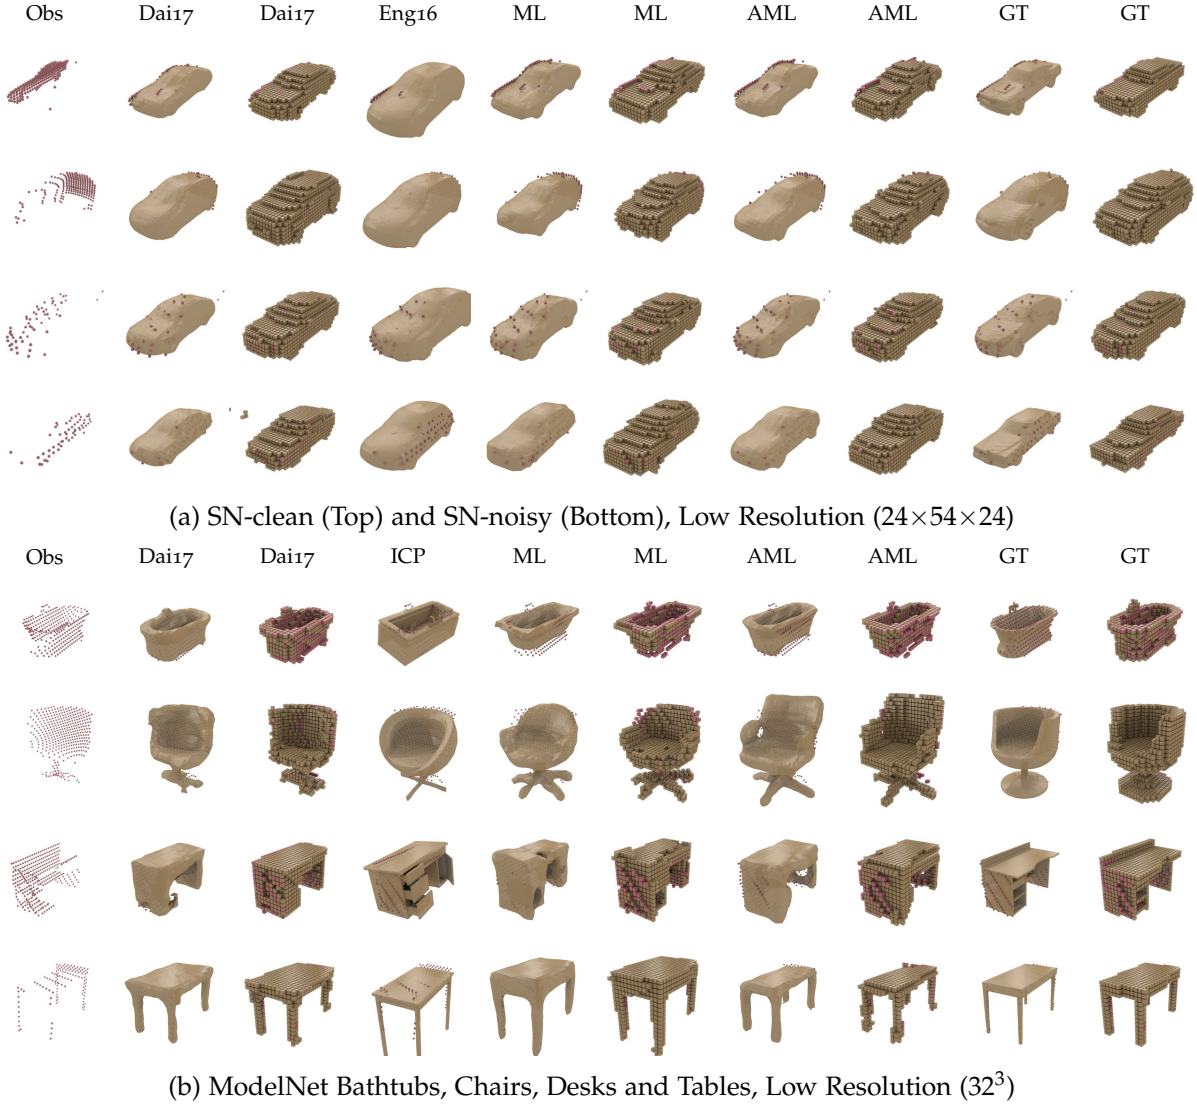 Obs Dai17 Dai17 Eng16 ML ML AML AML GT GT
(a) SN-clean (Top) and SN-noisy (Bottom), Low Resolution (24×54×24)
Obs Dai17 Dai17 ICP ML ML AML AML GT GT
(b) ModelNet Bathtubs, Chairs, Desks and Tables, Low Resolution (32³)